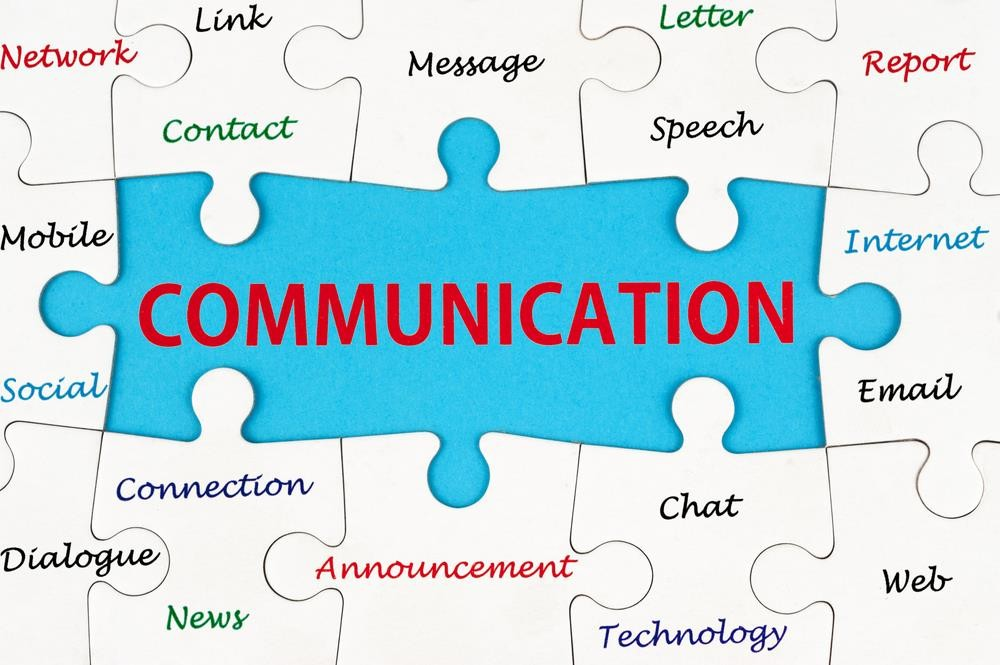 Link
Letter
Network
Message
Report
Contact
Speech
Mobile
Internet
COMMUNICATION
Social
Email
Connection
Chat
Dialogue
Announcement
Web
News
Technology